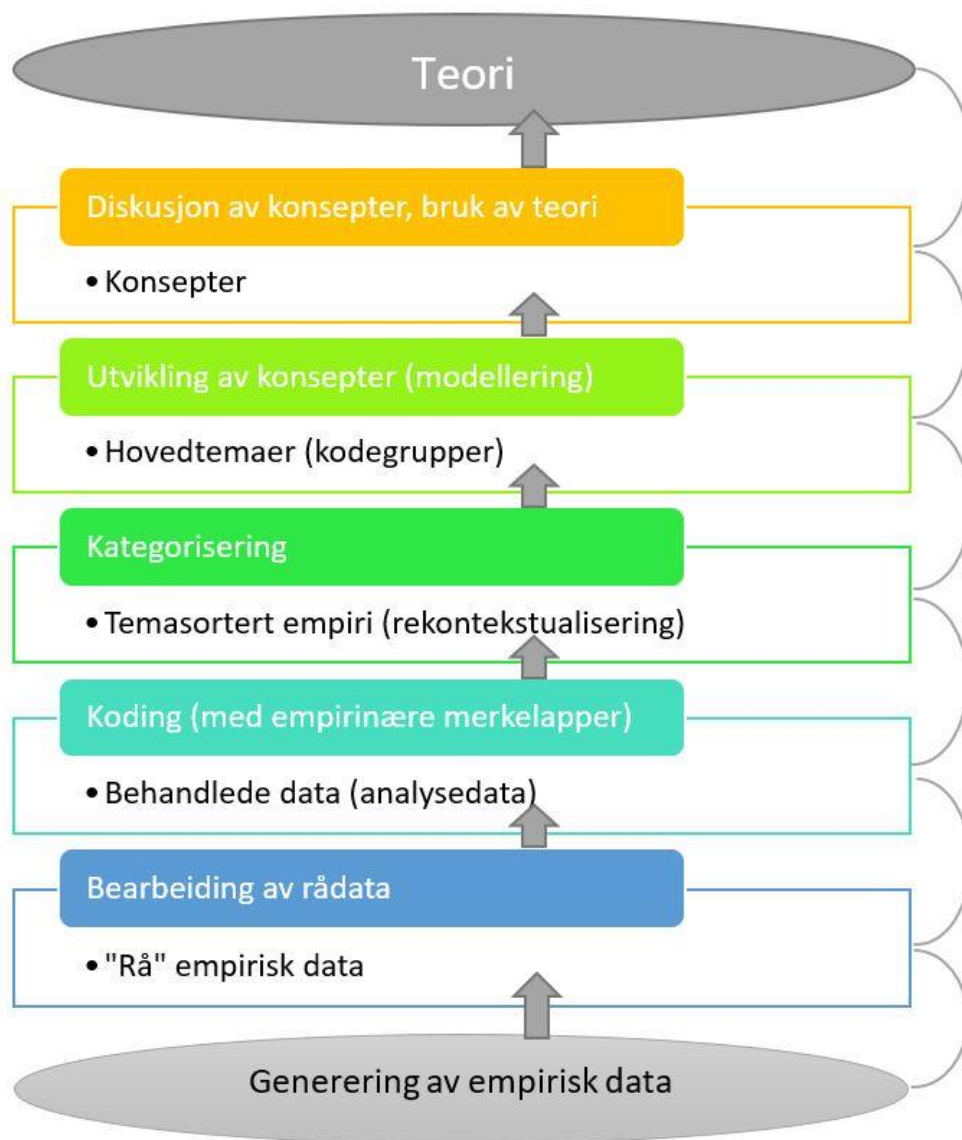 Teori
Diskusjon av konsepter, bruk av teori
• Konsepter
Utvikling av konsepter (modellering)
• Hovedtemaer (kodegrupper)
Kategorisering
• Temasortert empiri (rekontekstualisering)
Koding (med empirinære merkelapper)
• Behandlede data (analysedata)
Bearbeiding av rådata
• "Rå" empirisk data
Generering av empirisk data